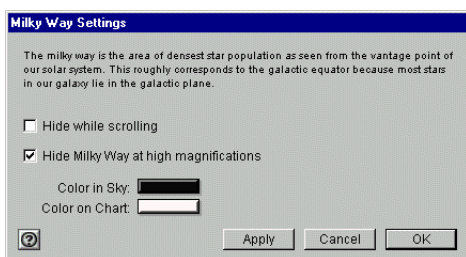 Milky Way Settings
The milky way is the area of densest star population as seen from the vantage point of
our solar system. This roughly corresponds to the galactic equator because most stars
in our galaxy lie in the galactic plane.
Hide while scrolling
Hide Milky Way at high magnifications
Color in Sky:
Color on Chart:
?
Apply
Cancel
OK